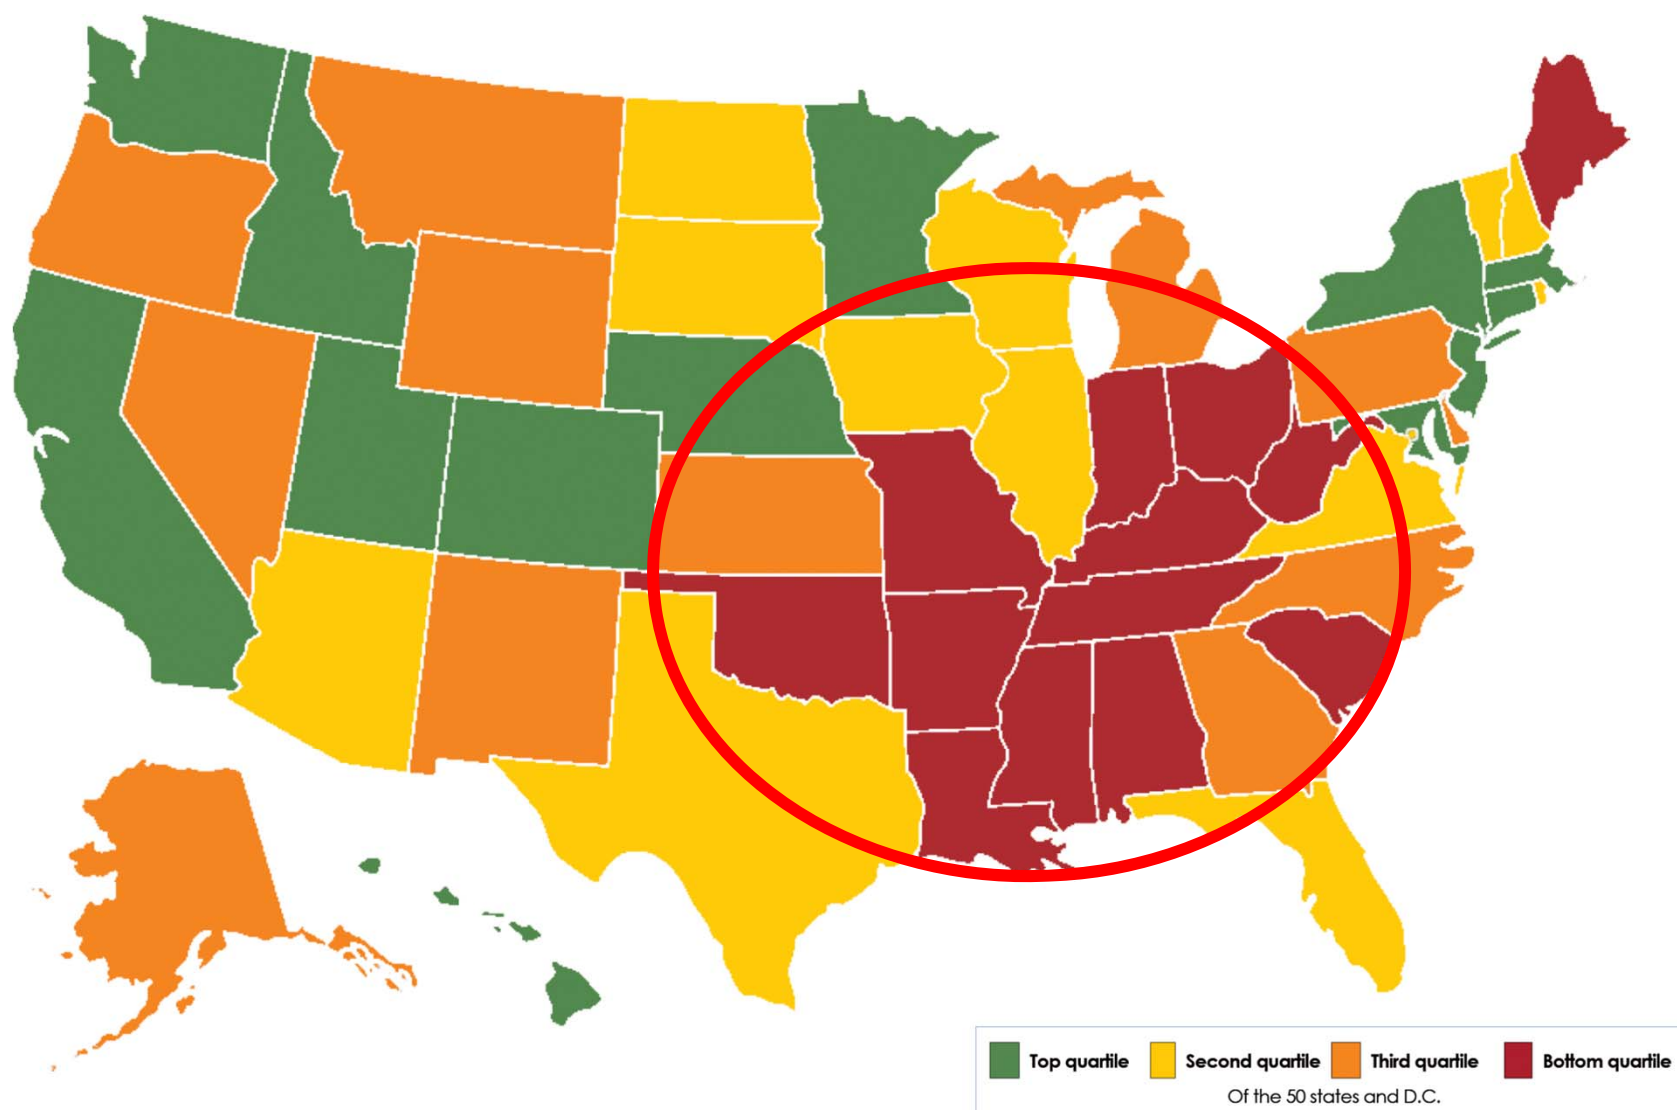 Top quartile Second quartile Third quartile Bottom quartile
Of the 50 states and D.C.